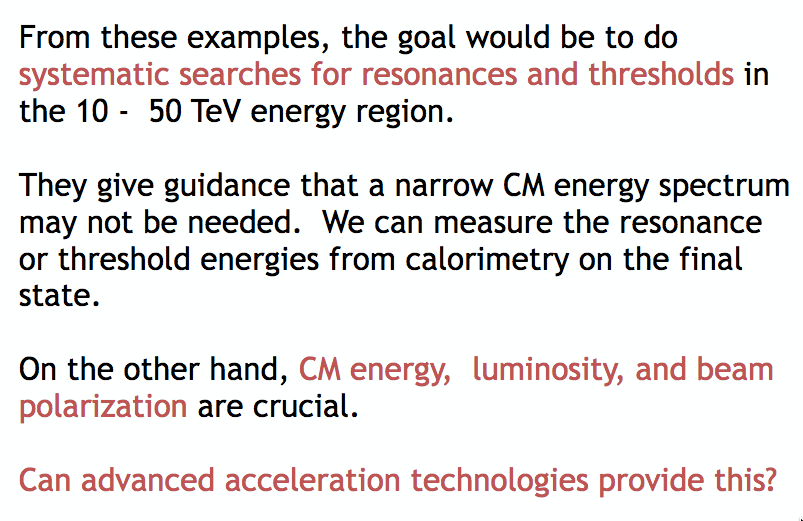 From these examples, the goal would be to do
systematic searches for resonances and thresholds in
the 10 -  50 TeV energy region.
They give guidance that a narrow CM energy spectrum
may not be needed.  We can measure the resonance
or threshold energies from calorimetry on the final
state.
On the other hand, CM energy,  luminosity, and beam
polarization are crucial.
Can advanced acceleration technologies provide this?